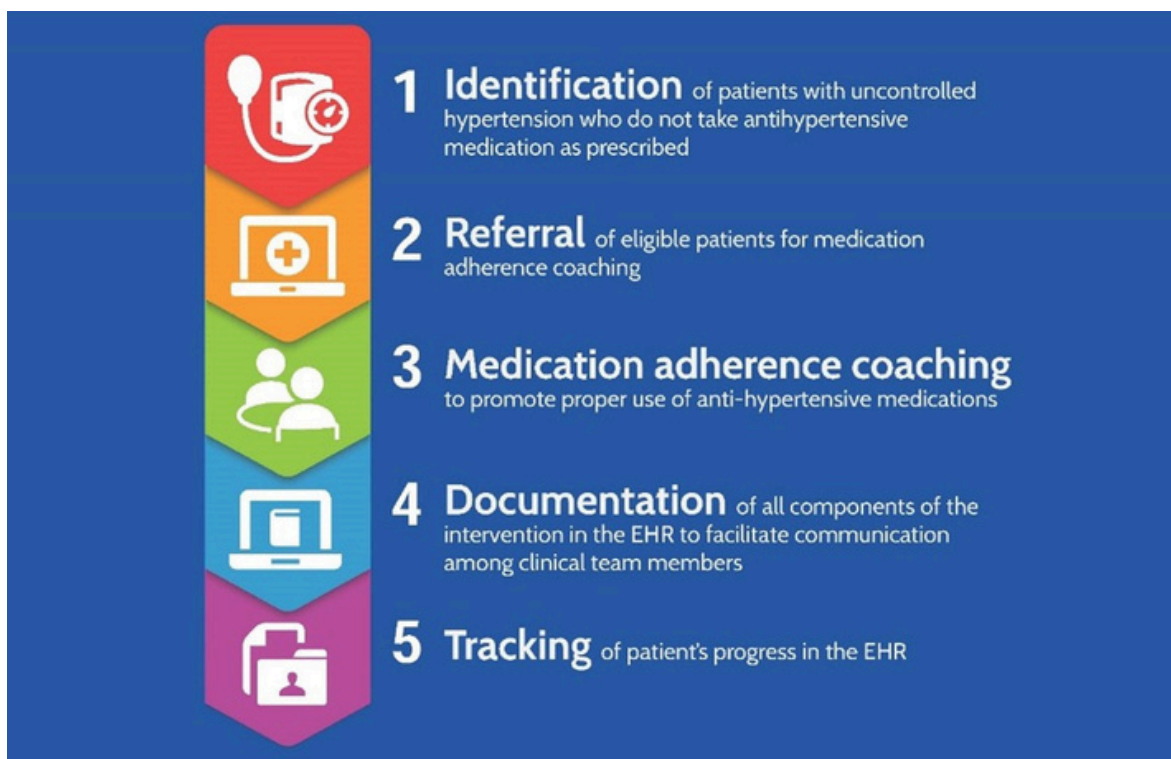 1 Identification of patients with uncontrolled
hypertension who do not take antihypertensive
medication as prescribed
2 Referral of eligible patients for medication
adherence coaching
3 Medication adherence coaching
to promote proper use of anti-hypertensive medications
4 Documentation of all components of the
intervention in the EHR to facilitate communication
among clinical team members
5 Tracking of patient's progress in the EHR